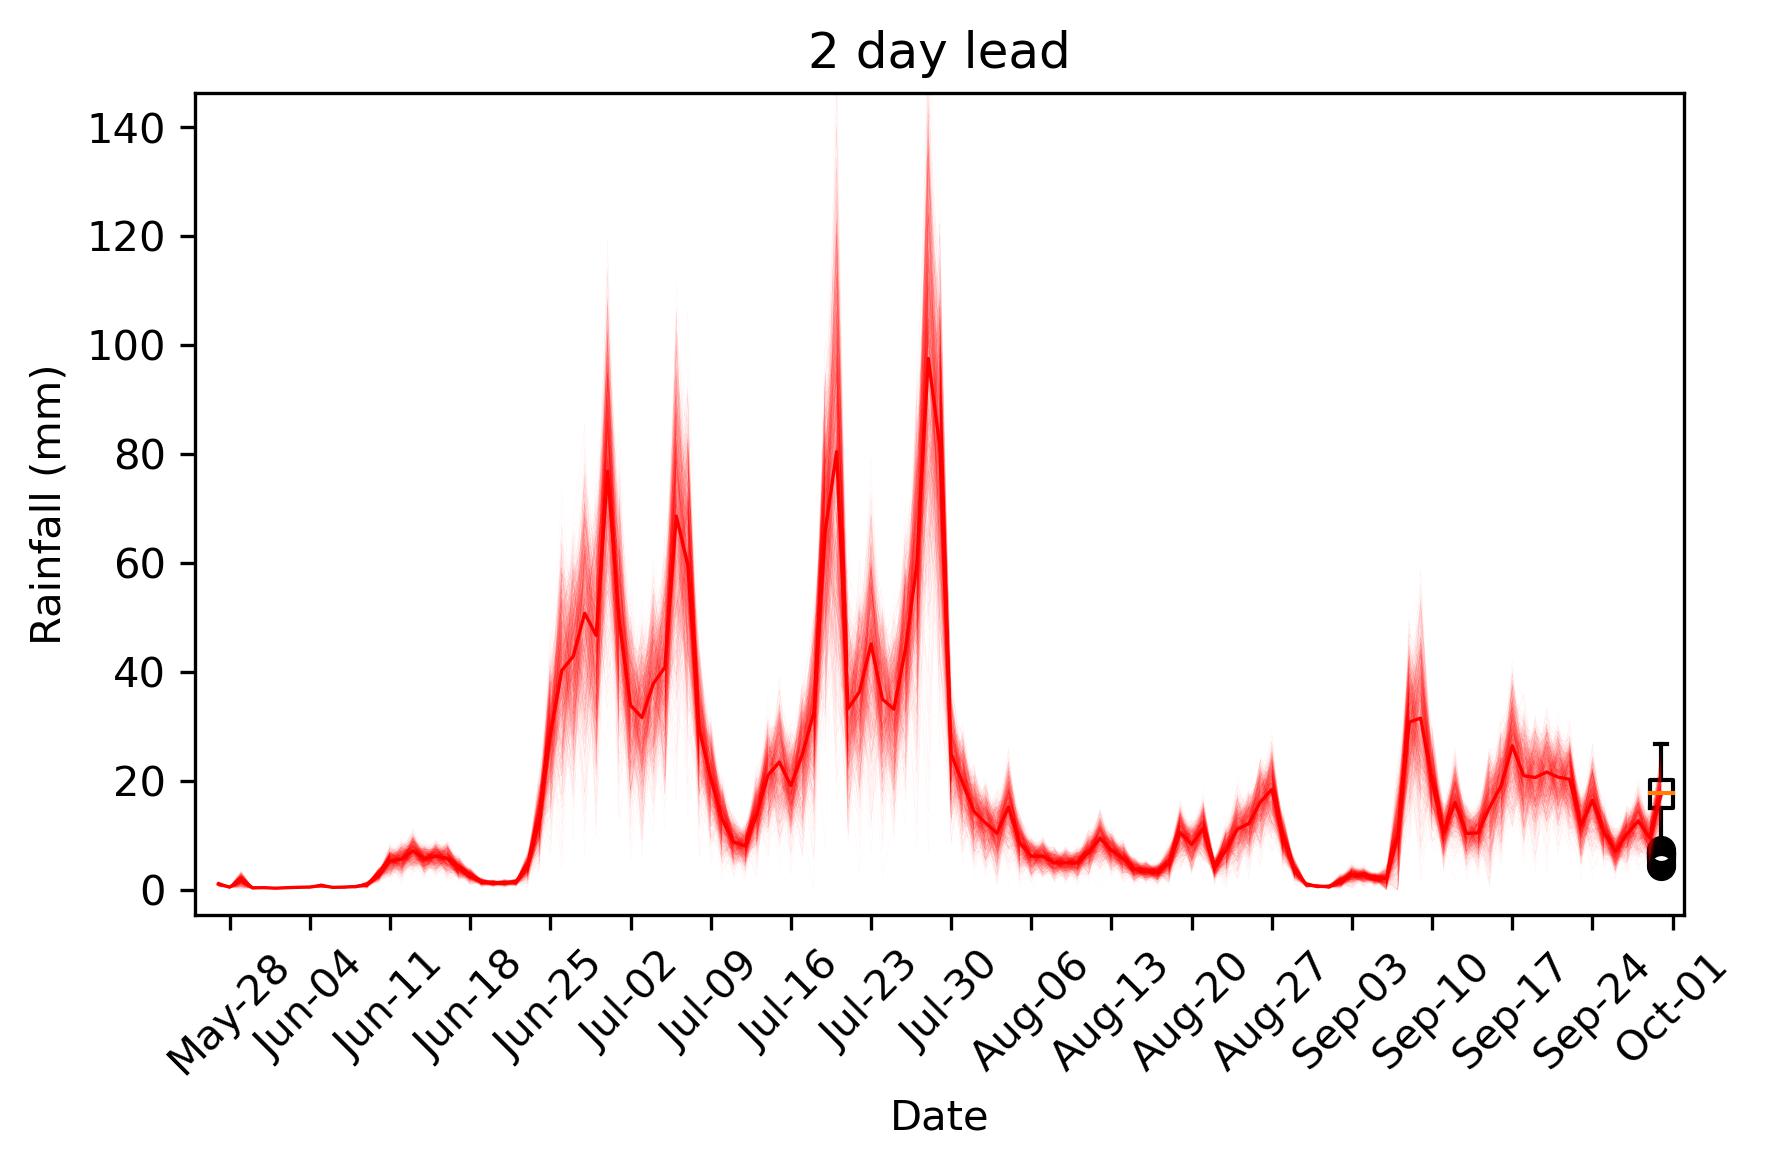 2 day lead
140
120
100
80
60
40
20
0
Rainfall (mm)
May-28
Jun-04
Jun-11
Jun-18
Jun-25
Jul-02
Jul-09
Jul-16
Jul-23
Jul-30
Aug-06
Aug-13
Aug-20
Aug-27
Sep-03
Sep-10
Sep-17
Sep-24
Oct-01
Date